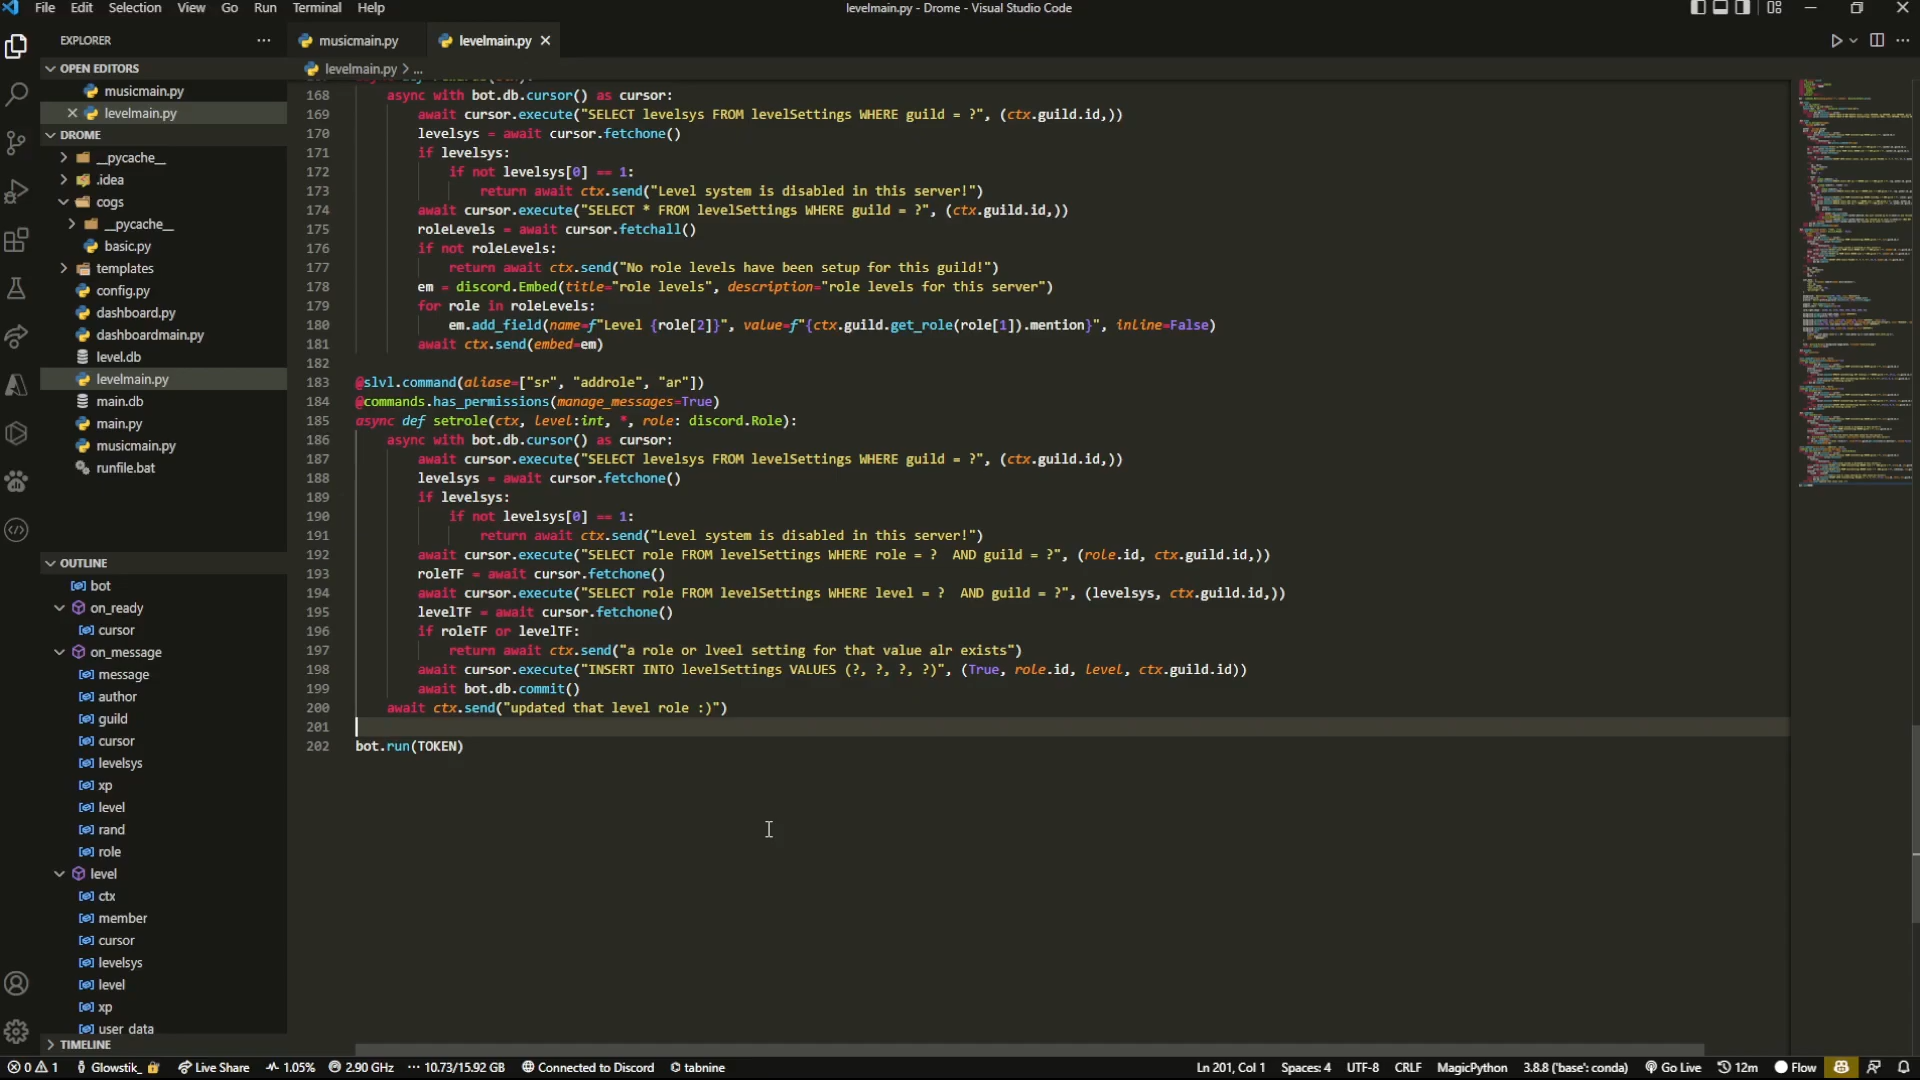 File Edit Selection View Go Run Terminal Help
levelmain.py - Drome - Visual Studio Code
EXPLORER
OPEN EDITORS
musicmain.py
levelmain.py
DROME
__pycache__
.idea
cogs
__pycache__
basic.py
templates
config.py
dashboard.py
dashboardmain.py
level.db
levelmain.py
main.db
main.py
musicmain.py
runfile.bat
OUTLINE
bot
on_ready
cursor
on_message
message
author
guild
cursor
levelsys
xp
level
rand
role
level
ctx
member
cursor
levelsys
level
xp
user_data
TIMELINE
musicmain.py levelmain.py
levelmain.py > ...
168 async with bot.db.cursor() as cursor:
169 await cursor.execute("SELECT levelsys FROM levelSettings WHERE guild = ?", (ctx.guild.id,))
170 levelsys = await cursor.fetchone()
171 if levelsys:
172 if not levelsys[0] == 1:
173 return await ctx.send("Level system is disabled in this server!")
174 await cursor.execute("SELECT * FROM levelSettings WHERE guild = ?", (ctx.guild.id,))
175 roleLevels = await cursor.fetchall()
176 if not roleLevels:
177 return await ctx.send("No role levels have been setup for this guild!")
178 em = discord.Embed(title="role levels", description="role levels for this server")
179 for role in roleLevels:
180 em.add_field(name=f"Level {role[2]}", value=f"{ctx.guild.get_role(role[1]).mention}", inline=False)
181 await ctx.send(embed=em)
182
183 @slvl.command(aliase=["sr", "addrole", "ar"])
184 @commands.has_permissions(manage_messages=True)
185 async def setrole(ctx, level:int, *, role: discord.Role):
186 async with bot.db.cursor() as cursor:
187 await cursor.execute("SELECT levelsys FROM levelSettings WHERE guild = ?", (ctx.guild.id,))
188 levelsys = await cursor.fetchone()
189 if levelsys:
190 if not levelsys[0] == 1:
191 return await ctx.send("Level system is disabled in this server!")
192 await cursor.execute("SELECT role FROM levelSettings WHERE role = ?  AND guild = ?", (role.id, ctx.guild.id,))
193 roleTF = await cursor.fetchone()
194 await cursor.execute("SELECT role FROM levelSettings WHERE level = ?  AND guild = ?", (levelsys, ctx.guild.id,))
195 levelTF = await cursor.fetchone()
196 if roleTF or levelTF:
197 return await ctx.send("a role or lveel setting for that value alr exists")
198 await cursor.execute("INSERT INTO levelSettings VALUES (?, ?, ?, ?)", (True, role.id, level, ctx.guild.id))
199 await bot.db.commit()
200 await ctx.send("updated that level role :)")
201
202 bot.run(TOKEN)
0 1 Glowstik_ Live Share 1.05% 2.90 GHz 10.73/15.92 GB Connected to Discord tabnine Ln 201, Col 1 Spaces: 4 UTF-8 CRLF MagicPython 3.8.8 ('base': conda) Go Live 12m Flow